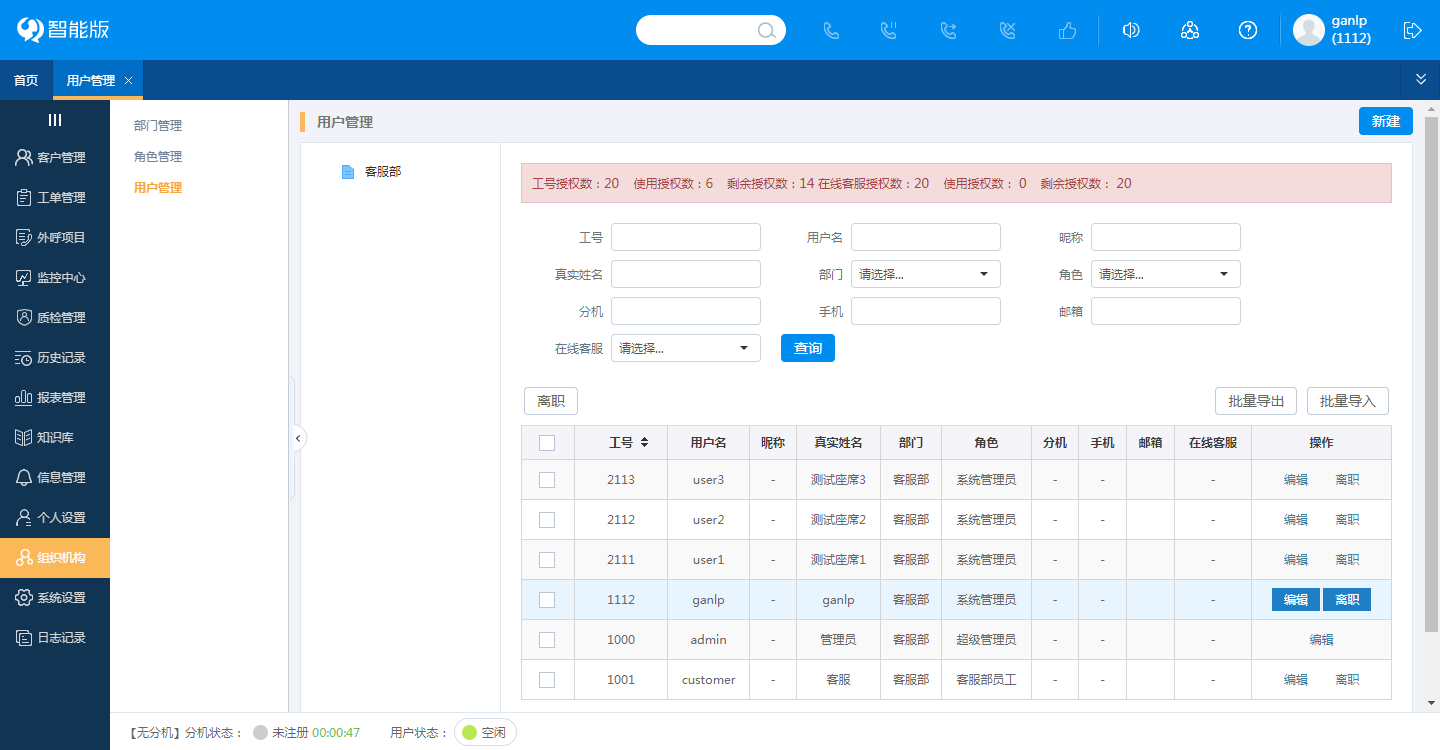 智能版
ganlp
(1112)
首页
用户管理
客户管理
工单管理
外呼项目
监控中心
质检管理
历史记录
报表管理
知识库
信息管理
个人设置
组织机构
系统设置
日志记录
部门管理
角色管理
用户管理
用户管理
新建
客服部
工号授权数：20 使用授权数：6 剩余授权数：14 在线客服授权数：20 使用授权数： 0 剩余授权数： 20
工号 用户名 昵称
真实姓名 部门 请选择... 角色 请选择...
分机 手机 邮箱
在线客服 请选择... 查询
离职 批量导出 批量导入
工号 用户名 昵称 真实姓名 部门 角色 分机 手机 邮箱 在线客服 操作
2113 user3 - 测试座席3 客服部 系统管理员 - - - 编辑 离职
2112 user2 - 测试座席2 客服部 系统管理员 - - - 编辑 离职
2111 user1 - 测试座席1 客服部 系统管理员 - - - 编辑 离职
1112 ganlp - ganlp 客服部 系统管理员 - - - 编辑 离职
1000 admin - 管理员 客服部 超级管理员 - - - 编辑
1001 customer - 客服 客服部 客服部员工 - - - 编辑 离职
【无分机】分机状态： 未注册 00:00:47 用户状态： 空闲